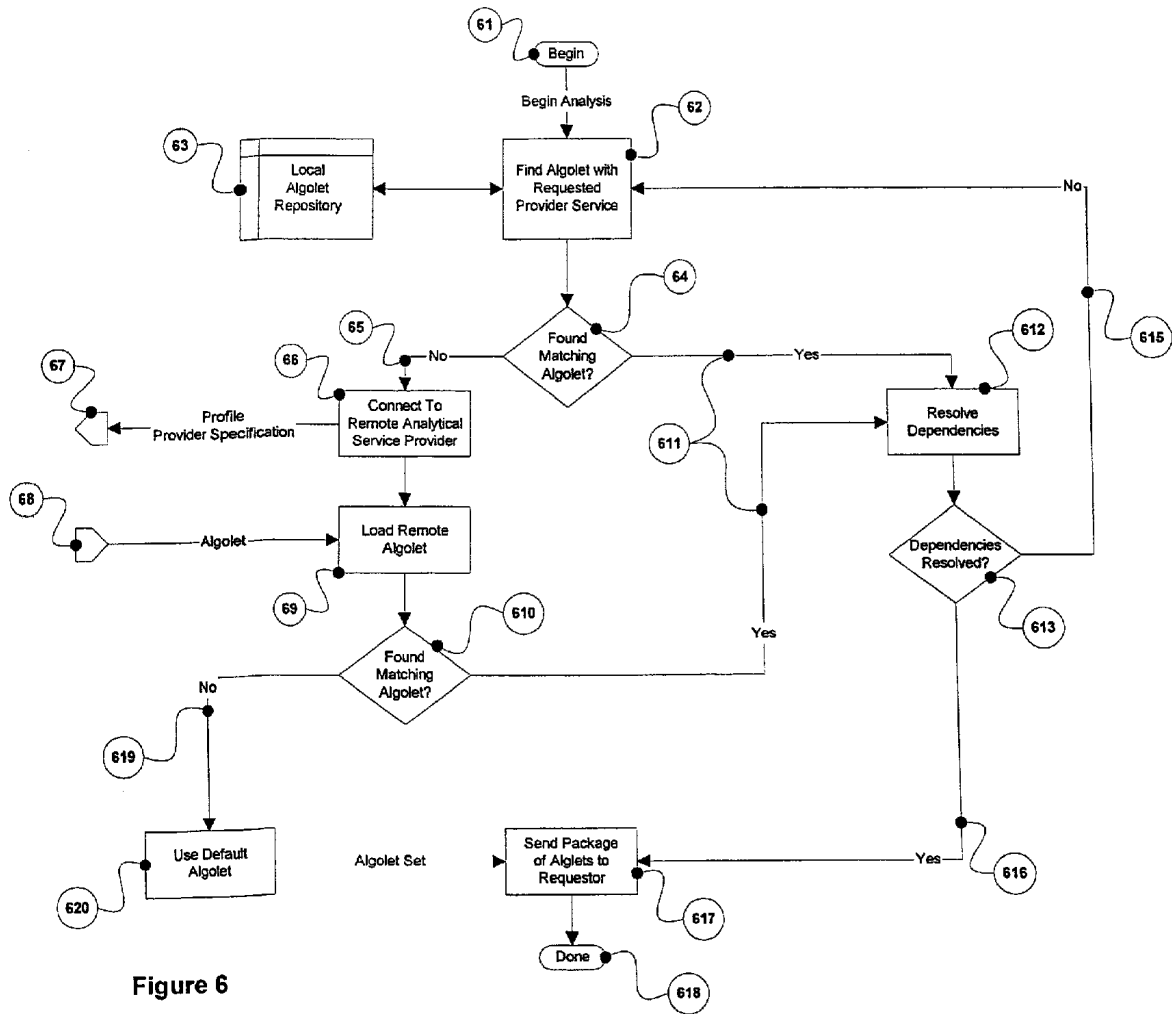 61
Begin
Begin Analysis
62
63
Local
Algolet
Repository
Find Algolet with
Requested
Provider Service
No
64
65
612
615
No
Found
Matching
Algolet?
Yes
66
67
Profile
Provider Specification
Connect To
Remote Analytical
Service Provider
611
Resolve
Dependencies
68
Algolet
Load Remote
Algolet
Dependencies
Resolved?
69
610
613
Yes
Found
Matching
Algolet?
No
619
Use Default
Algolet
Algolet Set
Send Package
of Alglets to
Requestor
Yes
616
620
617
Done
618
Figure 6